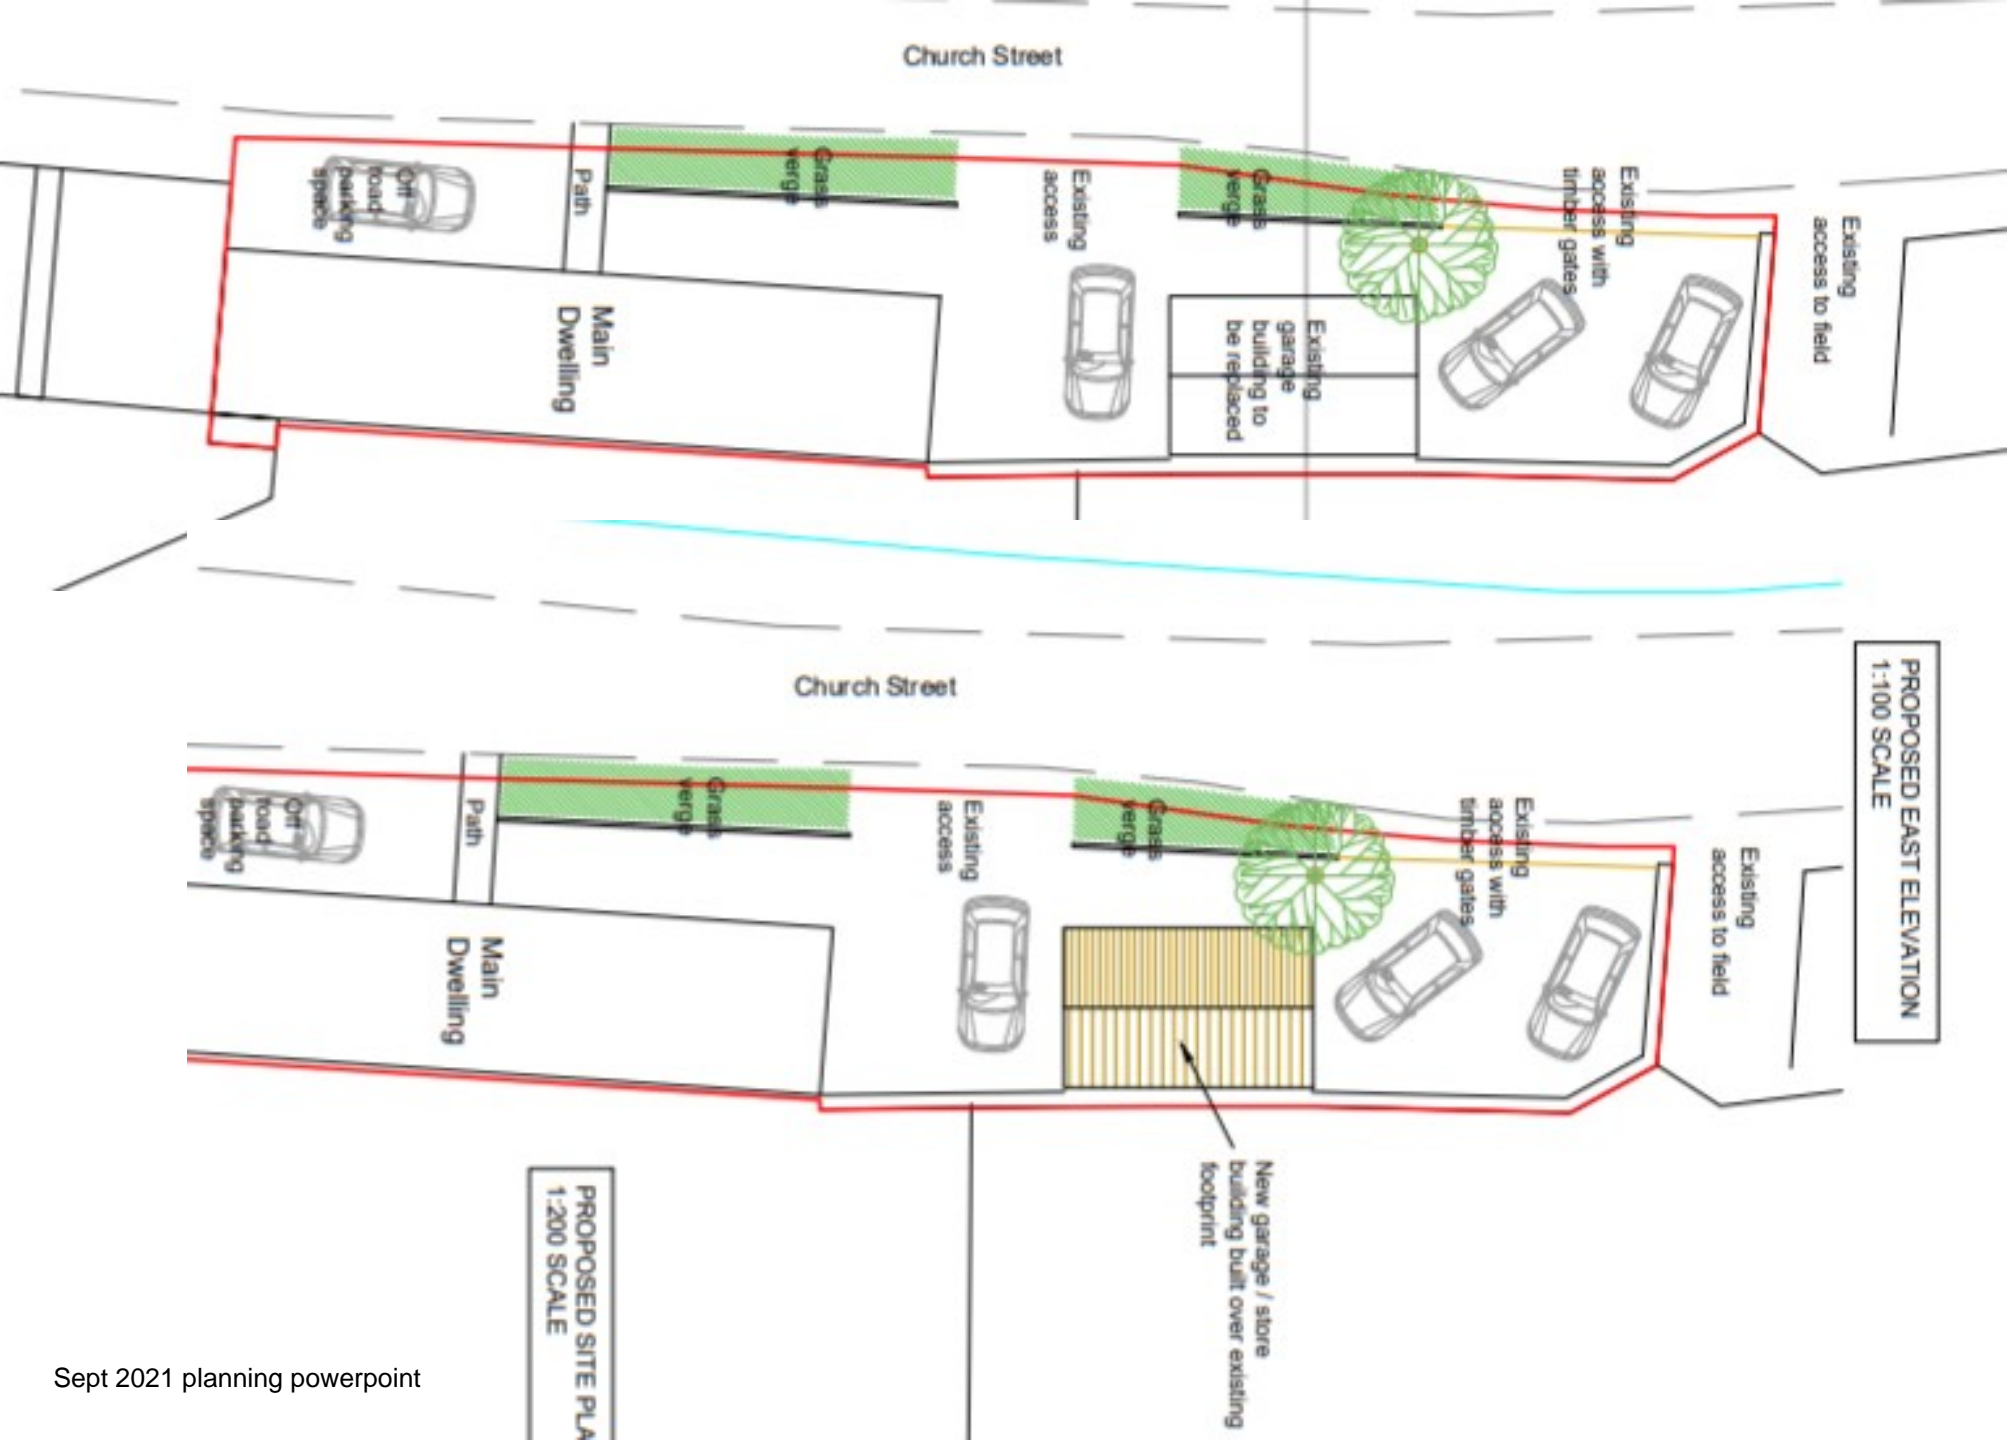 Church Street
Off
road
parking
space
Path
Grass
verge
Existing
access
Grass
verge
Existing
access with
timber gates
Existing
access to field
Main
Dwelling
Existing
garage
building to
be replaced
Church Street
PROPOSED EAST ELEVATION
1:100 SCALE
Off
road
parking
space
Path
Grass
verge
Existing
access
Grass
verge
Existing
access with
timber gates
Existing
access to field
Main
Dwelling
New garage / store
building built over existing
footprint
PROPOSED SITE PLA
1:200 SCALE
Sept 2021 planning powerpoint